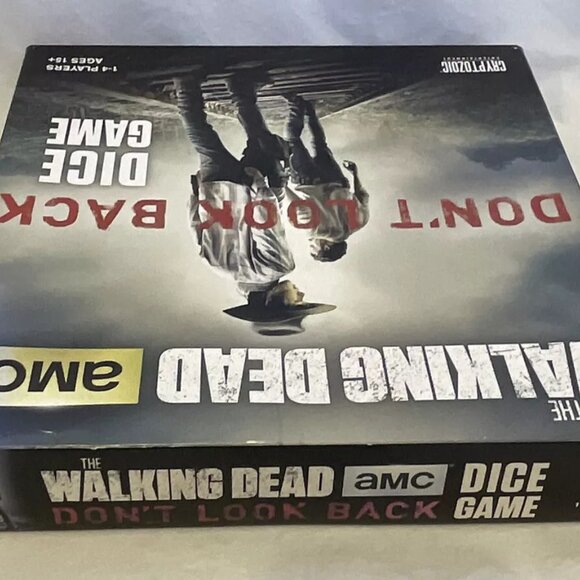 1-4 PLAYERS
AGES 15+
CRYPTOZOIC
ENTERTAINMENT
DICE
GAME
DON'T LOOK BACK
THE
WALKING DEAD
amc
THE
WALKING DEAD
amc
DICE
GAME
DON'T LOOK BACK